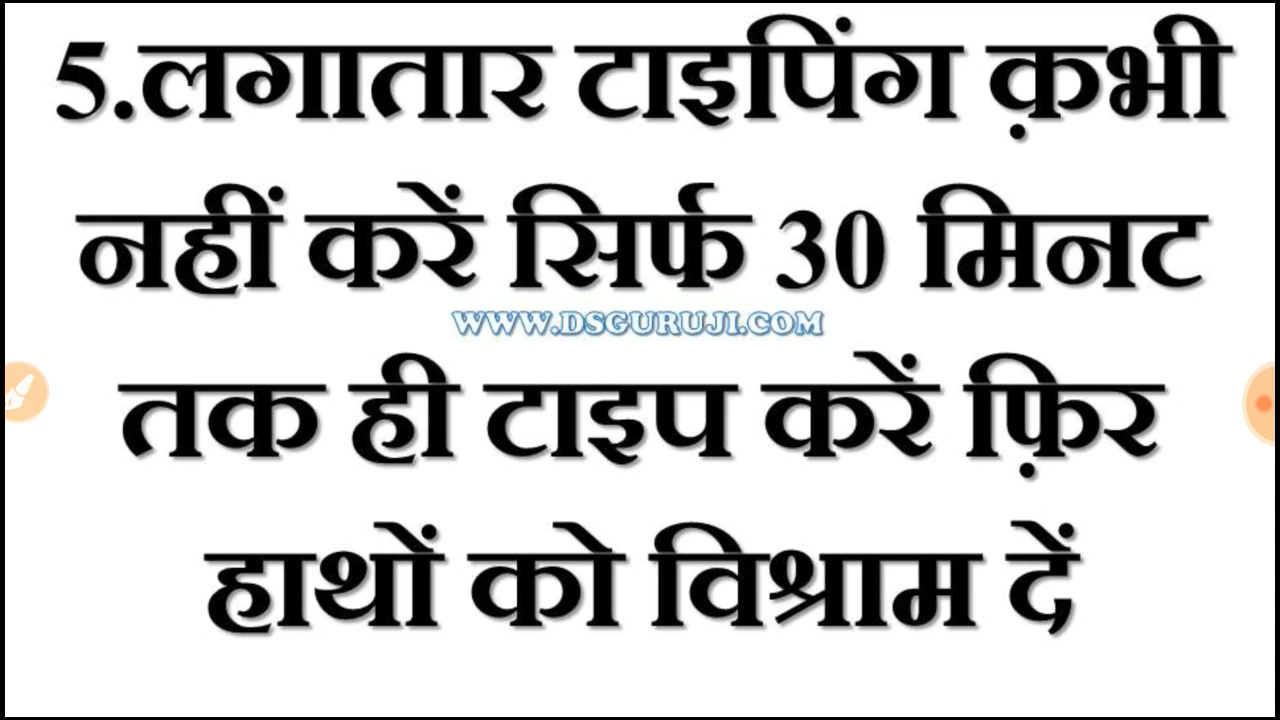 5.लगातार टाइपिंग क़भी
नहीं करें सिर्फ 30 मिनट
WWW.DSGURUJI.COM
तक ही टाइप करें फ़िर
हाथों को विश्राम दें